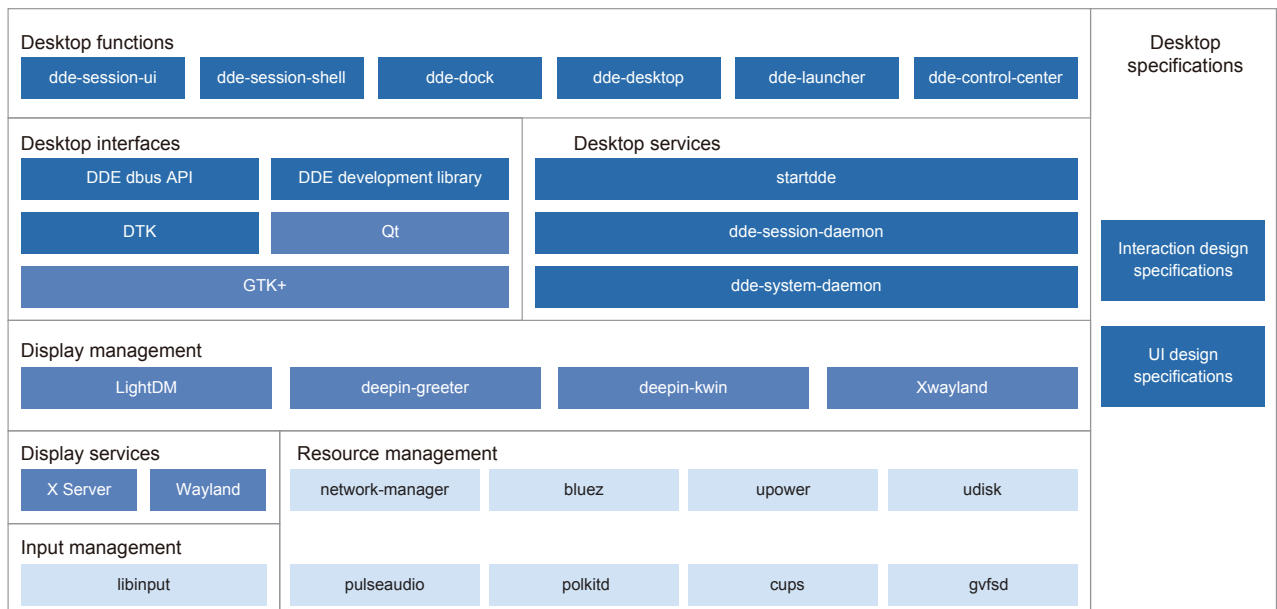 Desktop functions
dde-session-ui
dde-session-shell
dde-dock
dde-desktop
dde-launcher
dde-control-center
Desktop interfaces
DDE dbus API
DDE development library
DTK
Qt
GTK+
Desktop services
startdde
dde-session-daemon
dde-system-daemon
Display management
LightDM
deepin-greeter
deepin-kwin
Xwayland
Display services
X Server
Wayland
Input management
libinput
Resource management
network-manager
bluez
upower
udisk
pulseaudio
polkitd
cups
gvfsd
Desktop
specifications
Interaction design
specifications
UI design
specifications